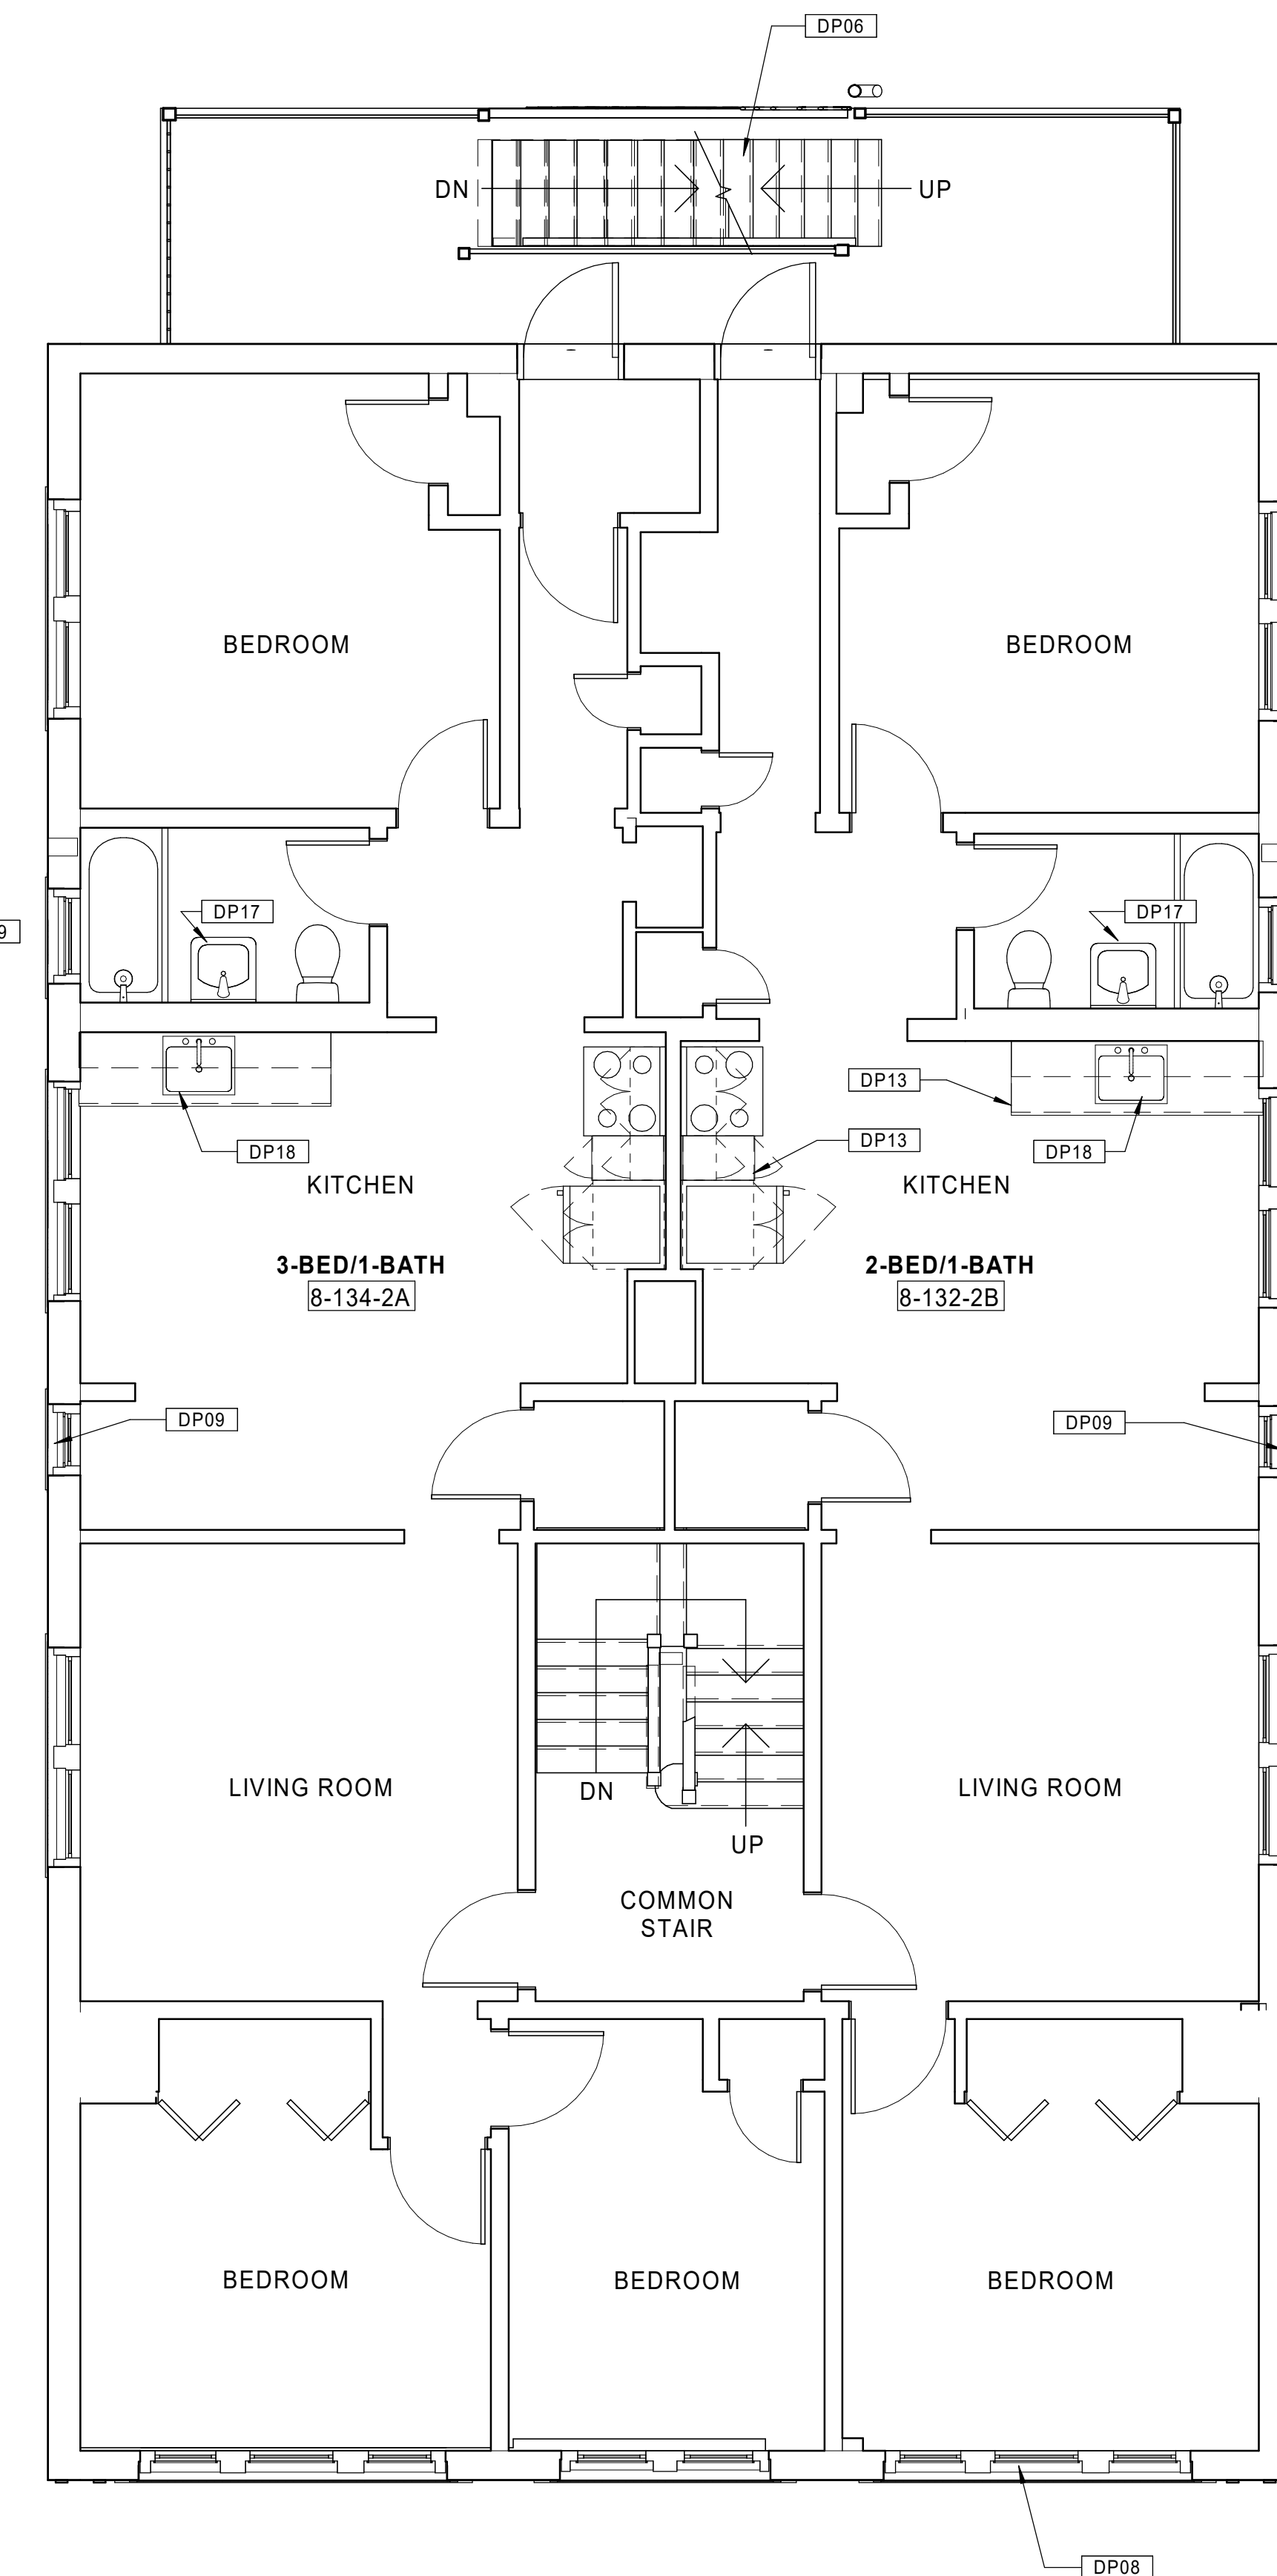 DP06
DN
UP
BEDROOM
BEDROOM
DP17
DP17
9
DP13
DP13
DP18
DP18
KITCHEN
KITCHEN
3-BED/1-BATH
8-134-2A
2-BED/1-BATH
8-132-2B
DP09
DP09
LIVING ROOM
DN
LIVING ROOM
UP
COMMON
STAIR
BEDROOM
BEDROOM
BEDROOM
DP08